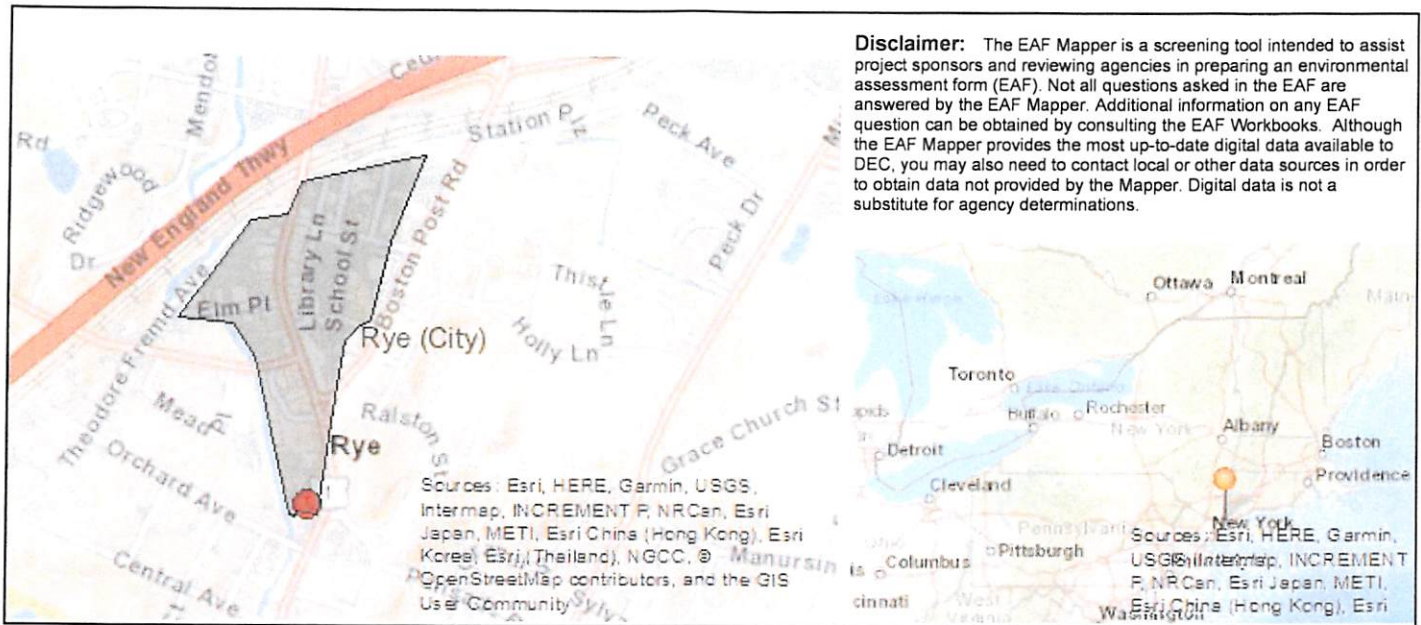 Disclaimer: The EAF Mapper is a screening tool intended to assist
project sponsors and reviewing agencies in preparing an environmental
assessment form (EAF). Not all questions asked in the EAF are
answered by the EAF Mapper. Additional information on any EAF
question can be obtained by consulting the EAF Workbooks. Although
the EAF Mapper provides the most up-to-date digital data available to
DEC, you may also need to contact local or other data sources in order
to obtain data not provided by the Mapper. Digital data is not a
substitute for agency determinations.
Rd
Ridgewood
Dr
New England Thwy
Station Plz
Peck Ave
Peck Dr
Boston Post Rd
Library Ln
School St
Elm Pl
Theodore Fremd Ave
Thistle Ln
Holly Ln
Rye (City)
Mead Pl
Ralston St
Rye
1
Orchard Ave
Grace Church St
Central Ave
Manursin
Sources: Esri, HERE, Garmin, USGS,
Intermap, INCREMENT P, NRCan, Esri
Japan, METI, Esri China (Hong Kong), Esri
Korea, Esri (Thailand), NGCC, ©
OpenStreetMap contributors, and the GIS
User Community
Ottawa
Montreal
Toronto
Lake Ontario
Buffalo
Rochester
New York
Albany
Detroit
Boston
Providence
Cleveland
New York
Pennsylvania
Pittsburgh
Columbus
cinnati
West
Virginia
Washington
Sources: Esri, HERE, Garmin,
USGS, Intermap, INCREMENT
P, NRCan, Esri Japan, METI,
Esri China (Hong Kong), Esri